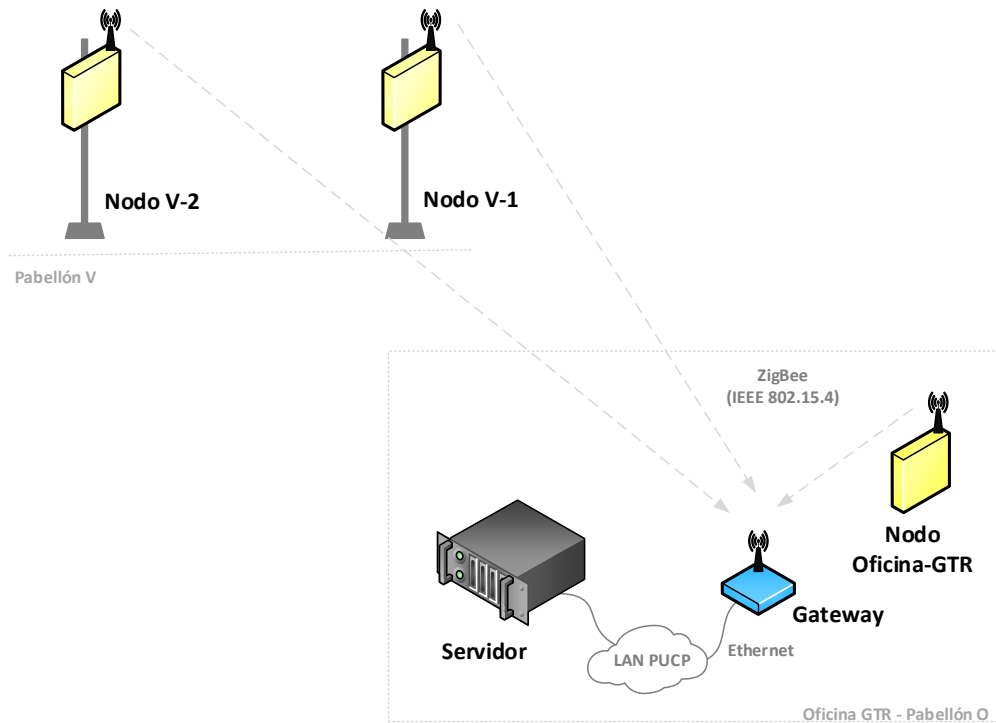 Nodo V-2
Nodo V-1
Pabellón V
ZigBee
(IEEE 802.15.4)
Nodo
Oficina-GTR
Gateway
Servidor
LAN PUCP
Ethernet
Oficina GTR - Pabellón O